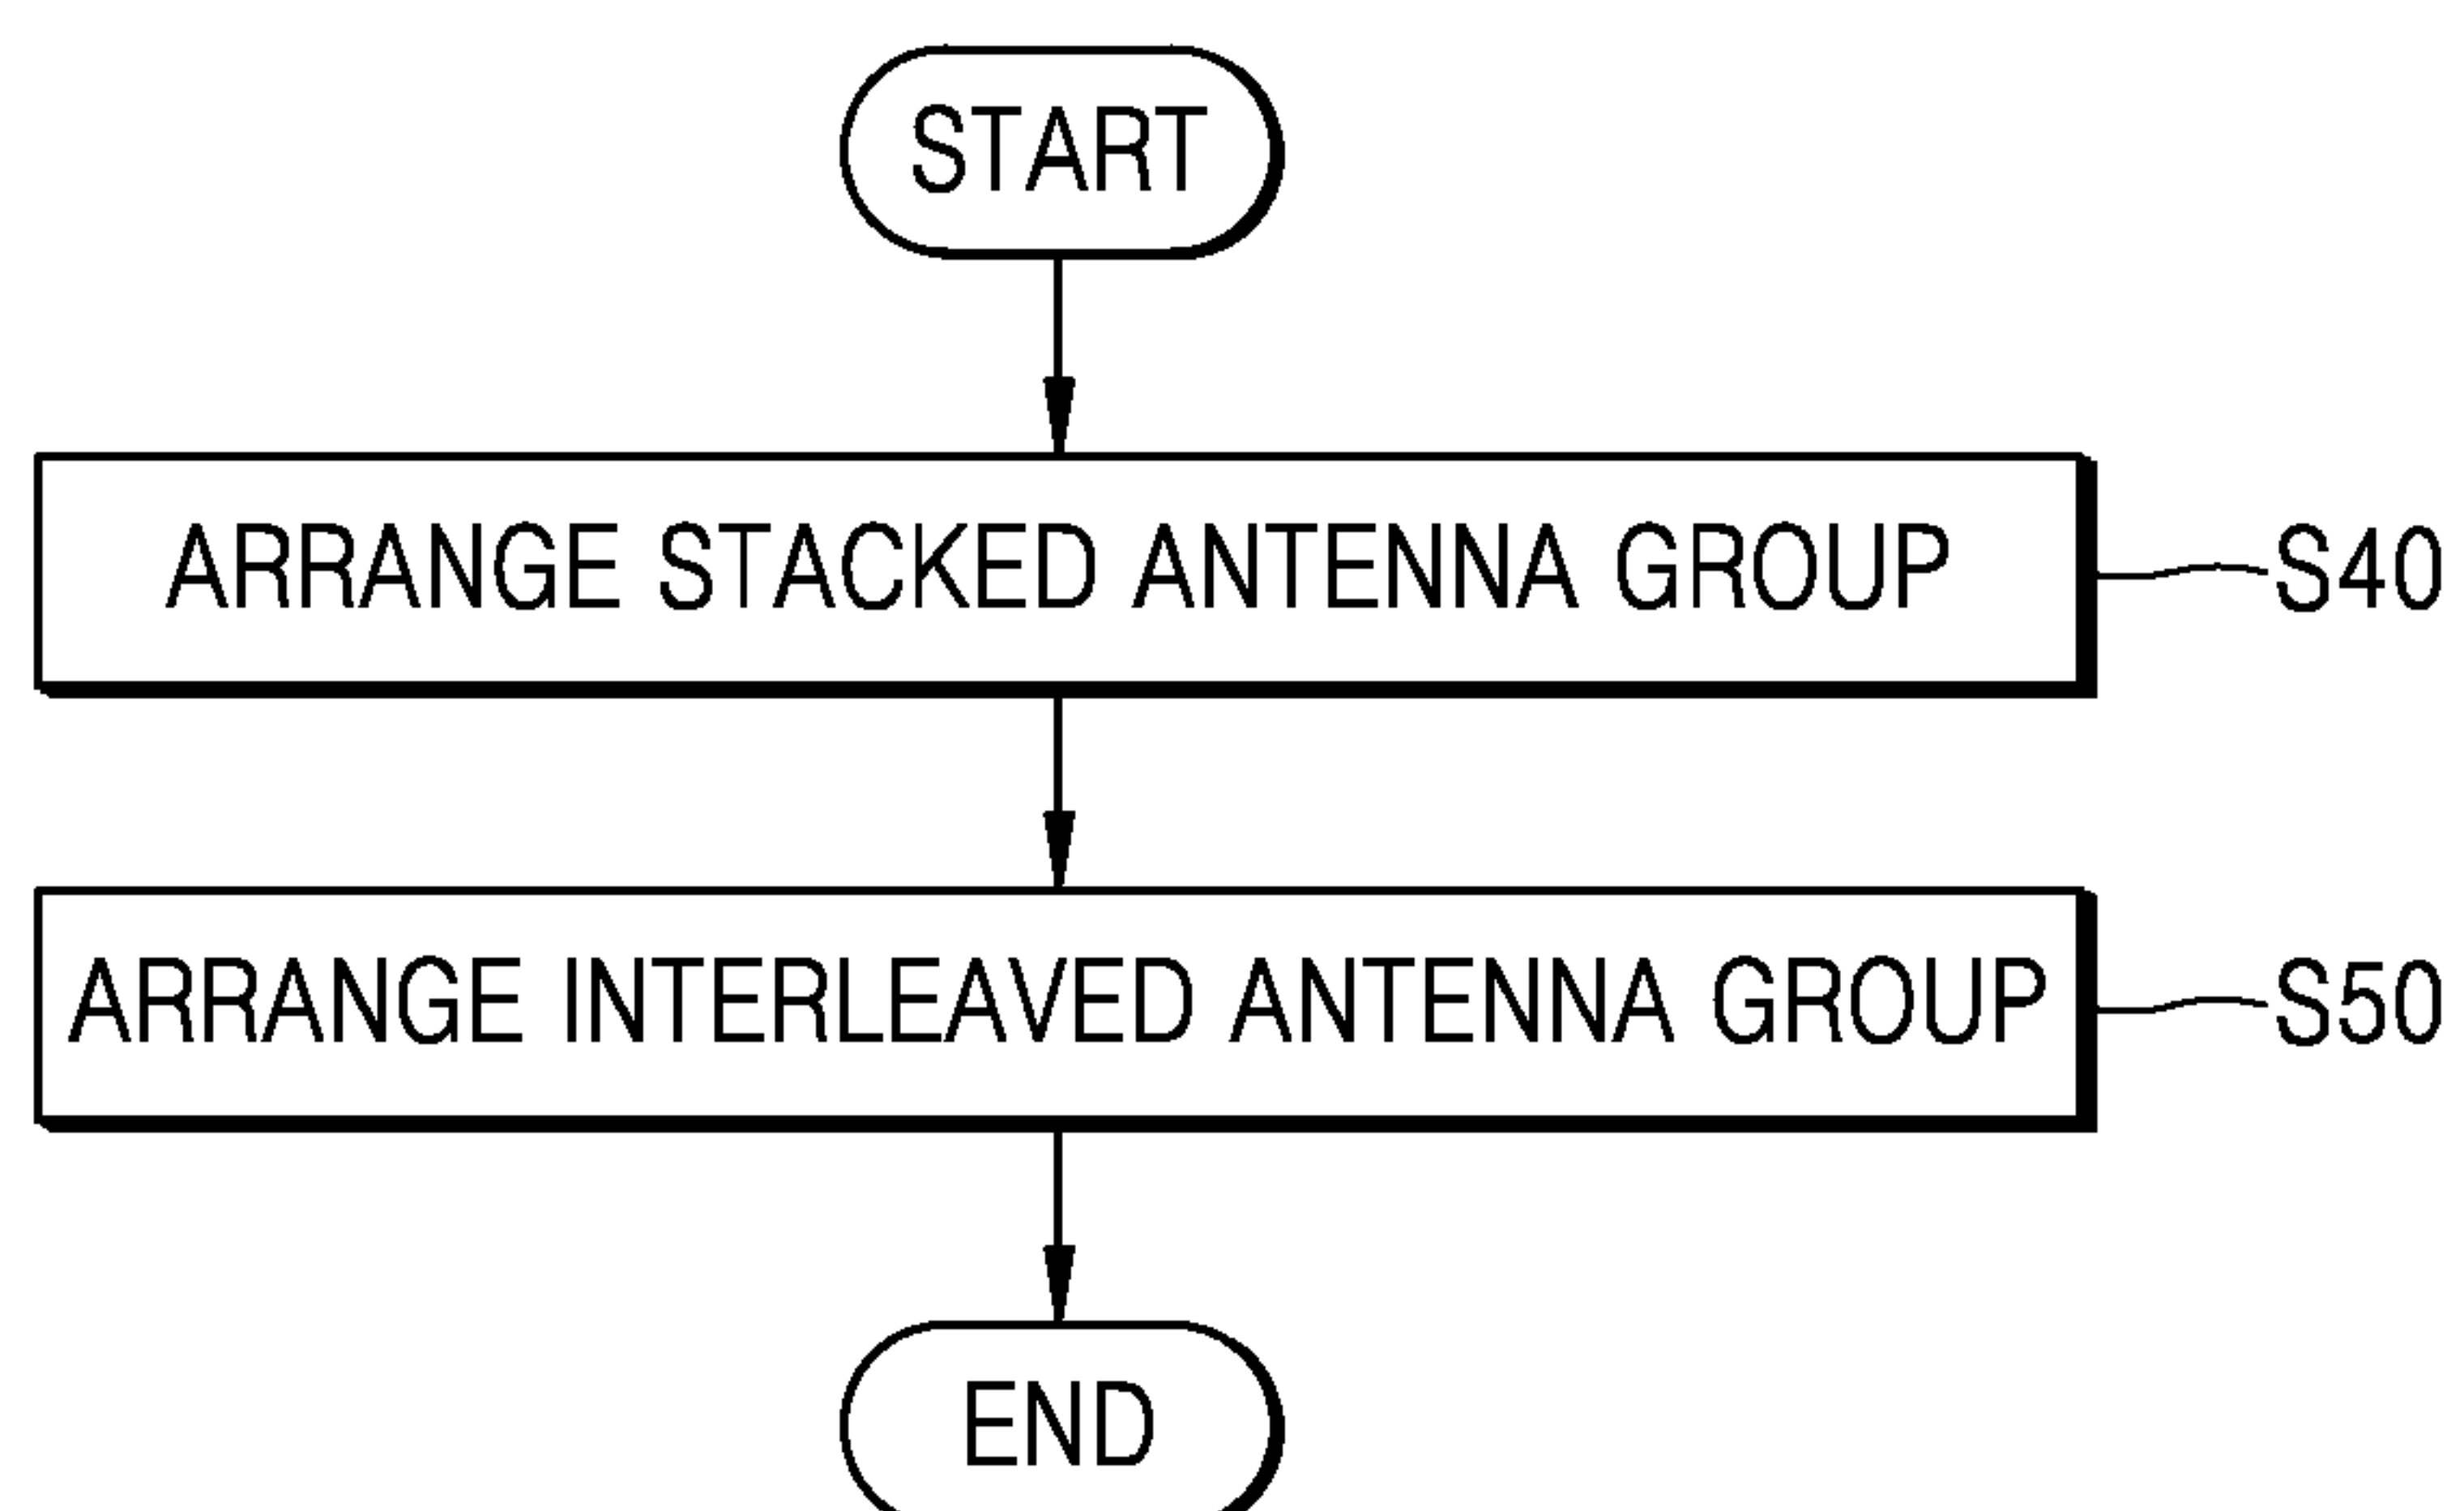 START
ARRANGE STACKED ANTENNA GROUP
S40
ARRANGE INTERLEAVED ANTENNA GROUP
S50
END